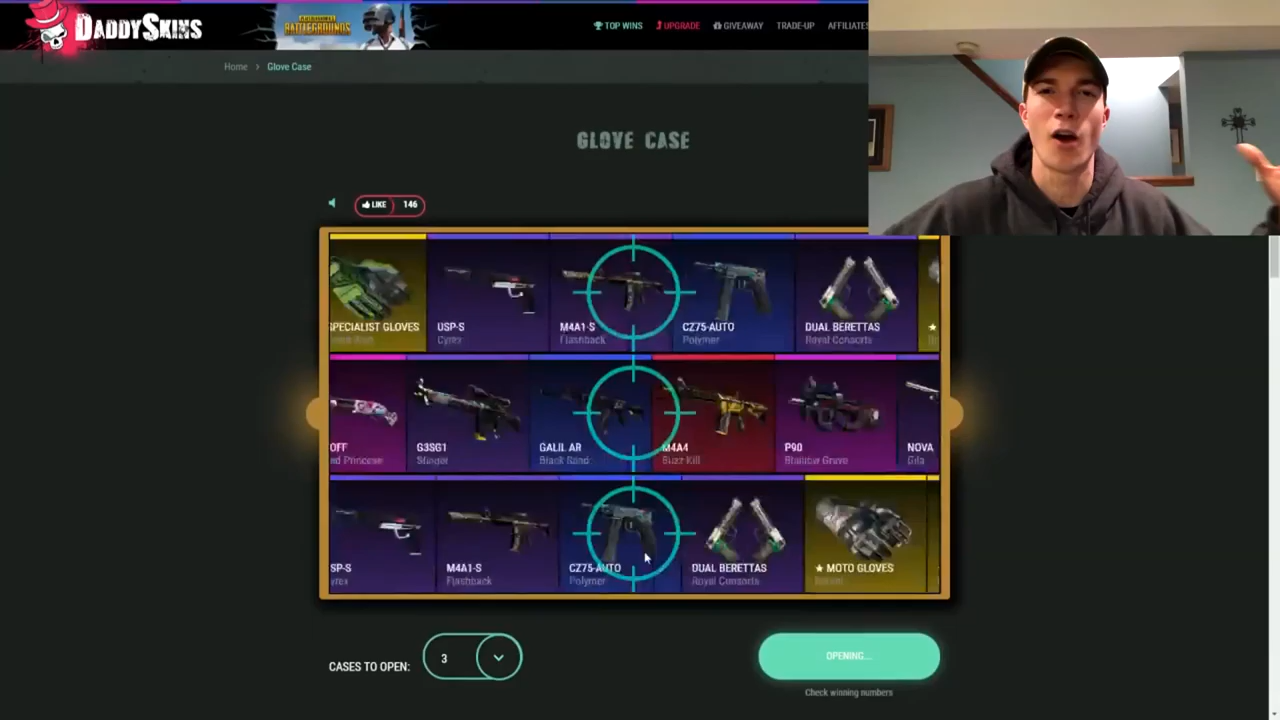 DADDYSKINS
BATTLEGROUNDS
TOP WINS
UPGRADE
GIVEAWAY
TRADE-UP
AFFILIATES
Home > Glove Case
GLOVE CASE
LIKE 146
SPECIALIST GLOVES
USP-S
Cyrex
M4A1-S
Flashback
CZ75-AUTO
Polymer
DUAL BERETTAS
Royal Consorts
★
OFF
ed Princess
G3SG1
Stinger
GALIL AR
Black Sand
M4A4
Buzz Kill
P90
Shallow Grave
NOVA
Gila
SP-S
yrex
M4A1-S
Flashback
CZ75-AUTO
Polymer
DUAL BERETTAS
Royal Consorts
★ MOTO GLOVES
CASES TO OPEN:
3
OPENING...
Check winning numbers